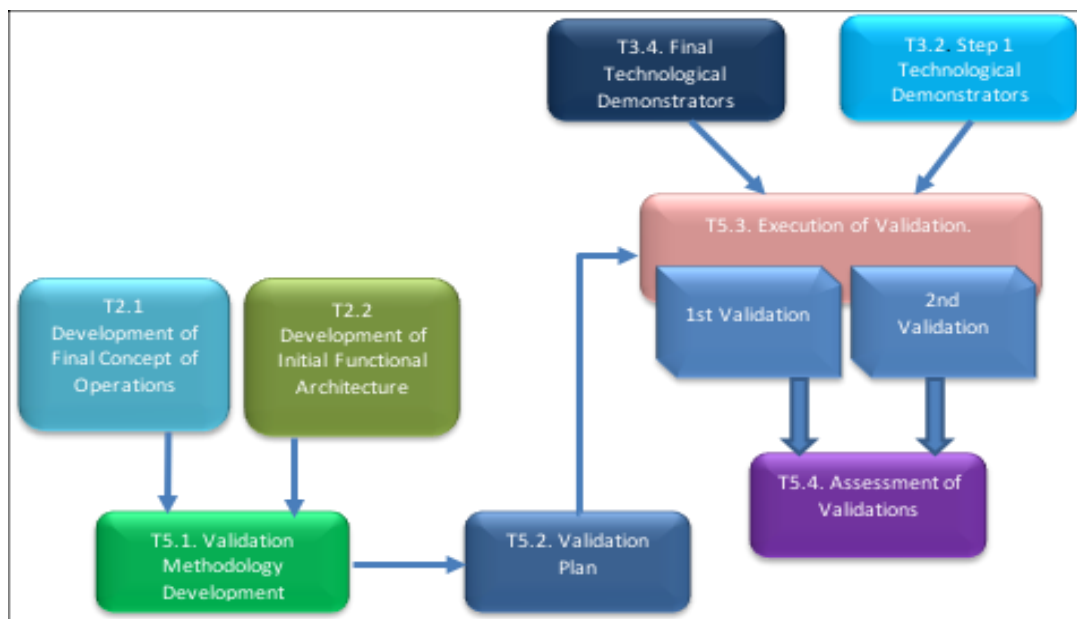 T3.4. Final
Technological
Demonstrators
T3.2. Step 1
Technological
Demonstrators
T5.3. Execution of Validation.
1st Validation
2nd
Validation
T2.1
Development of
Final Concept of
Operations
T2.2
Development of
Initial Functional
Architecture
T5.4. Assessment of
Validations
T5.1. Validation
Methodology
Development
T5.2. Validation
Plan